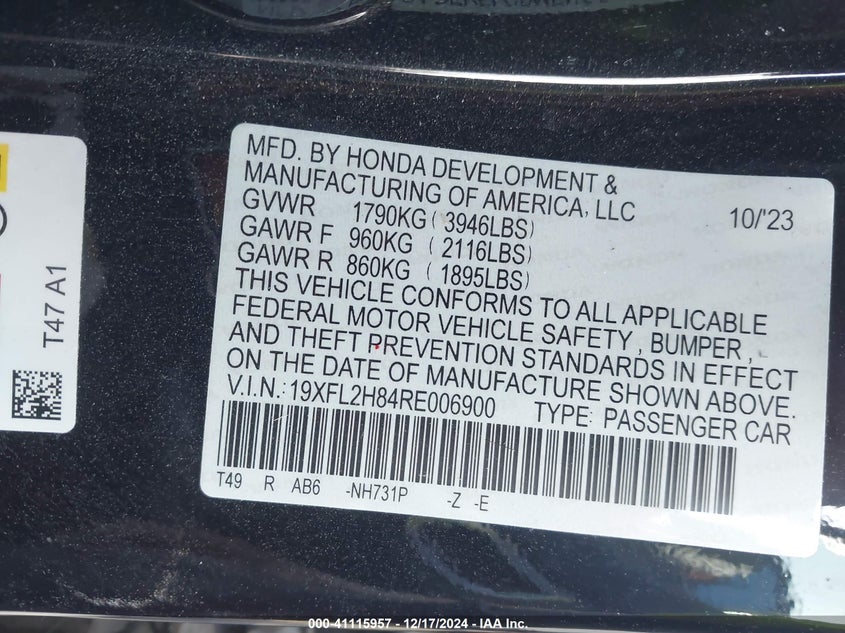 MFD. BY HONDA DEVELOPMENT &
MANUFACTURING OF AMERICA, LLC
GVWR 1790KG ( 3946LBS) 10/'23
GAWR F 960KG ( 2116LBS)
GAWR R 860KG ( 1895LBS)
THIS VEHICLE CONFORMS TO ALL APPLICABLE
FEDERAL MOTOR VEHICLE SAFETY, BUMPER,
AND THEFT PREVENTION STANDARDS IN EFFECT
ON THE DATE OF MANUFACTURE SHOWN ABOVE.
V.I.N.: 19XFL2H84RE006900 TYPE: PASSENGER CAR
T49 R AB6 -NH731P -Z -E
T47 A1
000-41115957 - 12/17/2024 - IAA Inc.